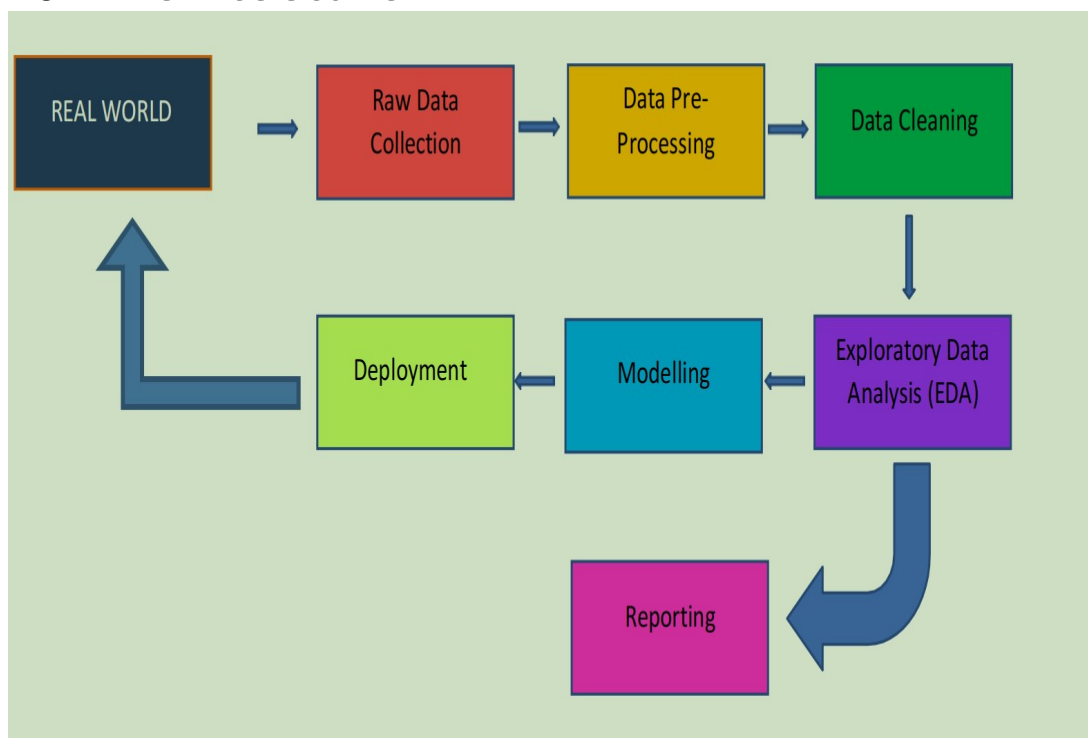 REAL WORLD
Raw Data
Collection
Data Pre-
Processing
Data Cleaning
Deployment
Modelling
Exploratory Data
Analysis (EDA)
Reporting